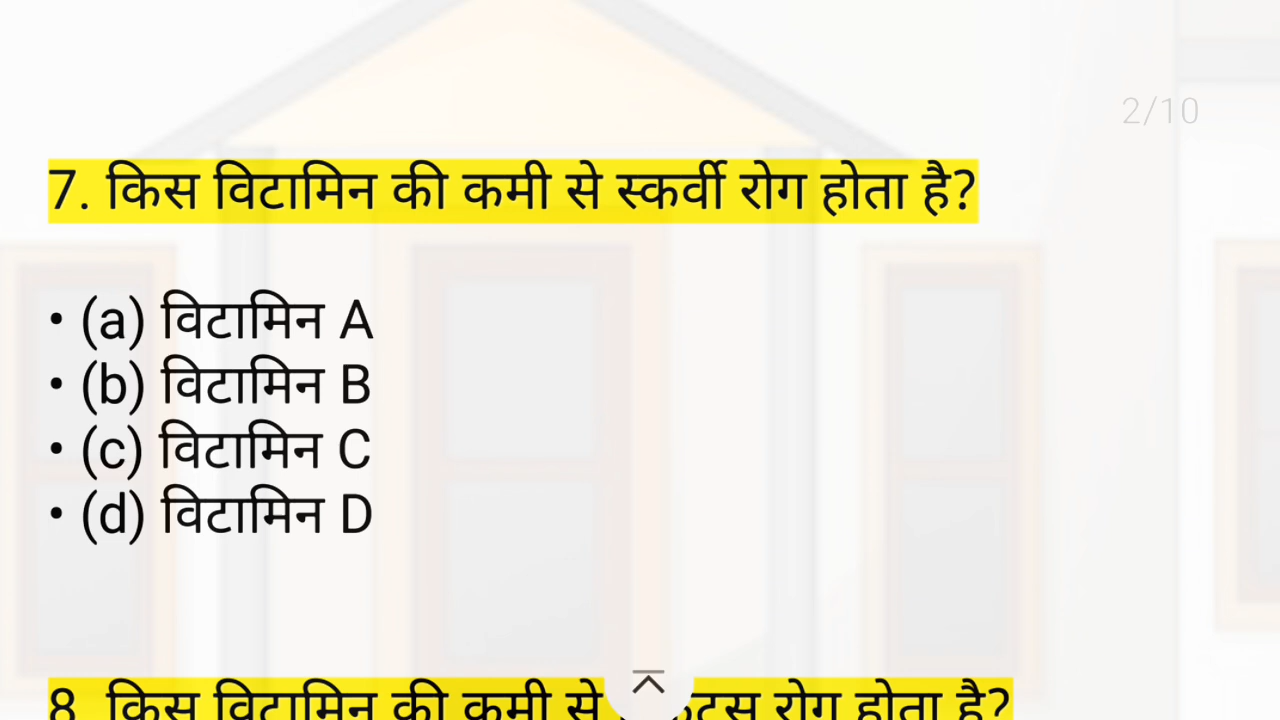 2/10
7. किस विटामिन की कमी से स्कर्वी रोग होता है?
• (a) विटामिन A
• (b) विटामिन B
• (c) विटामिन C
• (d) विटामिन D
8. किस विटामिन की कमी से रोग होता है?